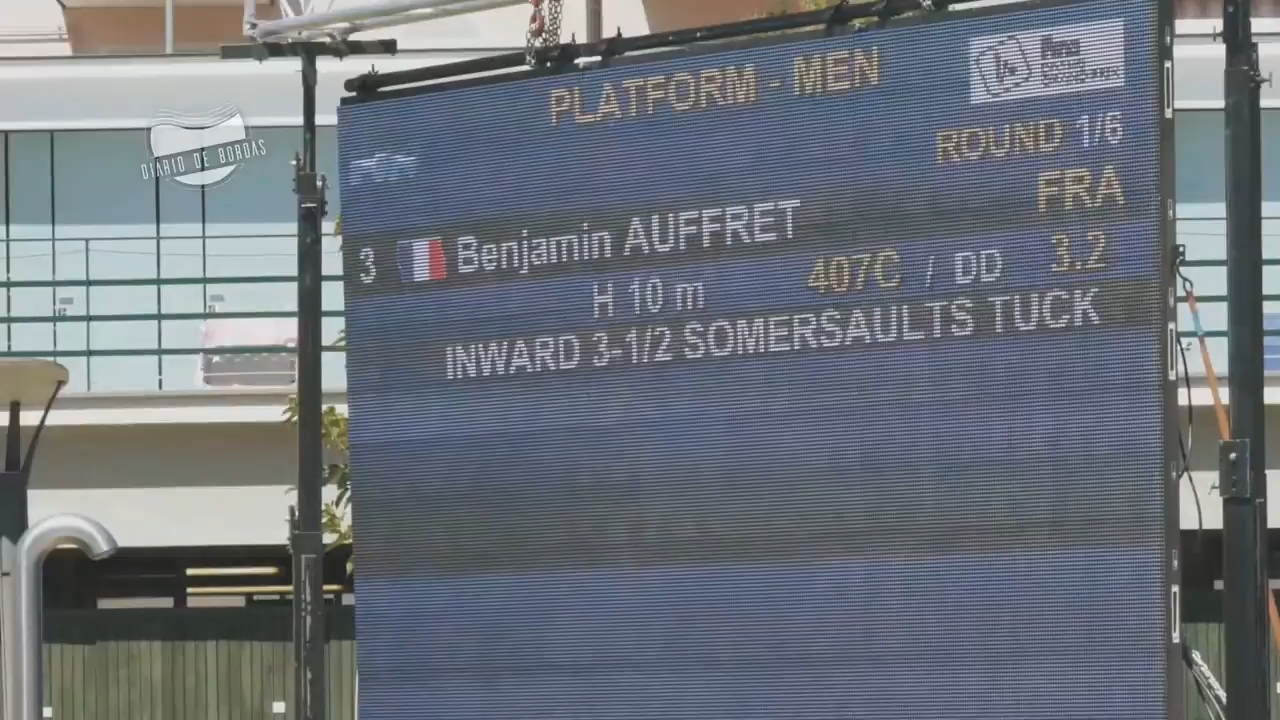 PLATFORM - MEN
ROUND 1/6
FRA
3 Benjamin AUFFRET
H 10 m 407C / DD 3.2
INWARD 3-1/2 SOMERSAULTS TUCK
DIÁRIO DE BORDAS